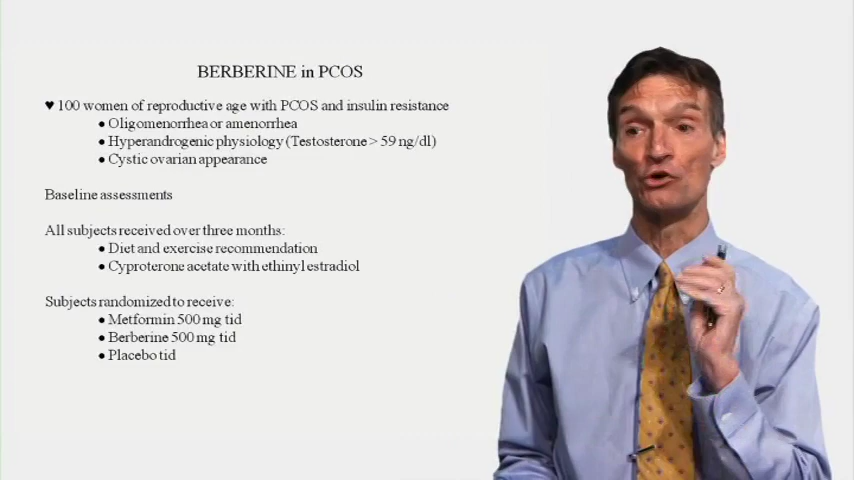 BERBERINE in PCOS
♥ 100 women of reproductive age with PCOS and insulin resistance
● Oligomenorrhea or amenorrhea
● Hyperandrogenic physiology (Testosterone > 59 ng/dl)
● Cystic ovarian appearance
Baseline assessments
All subjects received over three months:
● Diet and exercise recommendation
● Cyproterone acetate with ethinyl estradiol
Subjects randomized to receive:
● Metformin 500 mg tid
● Berberine 500 mg tid
● Placebo tid